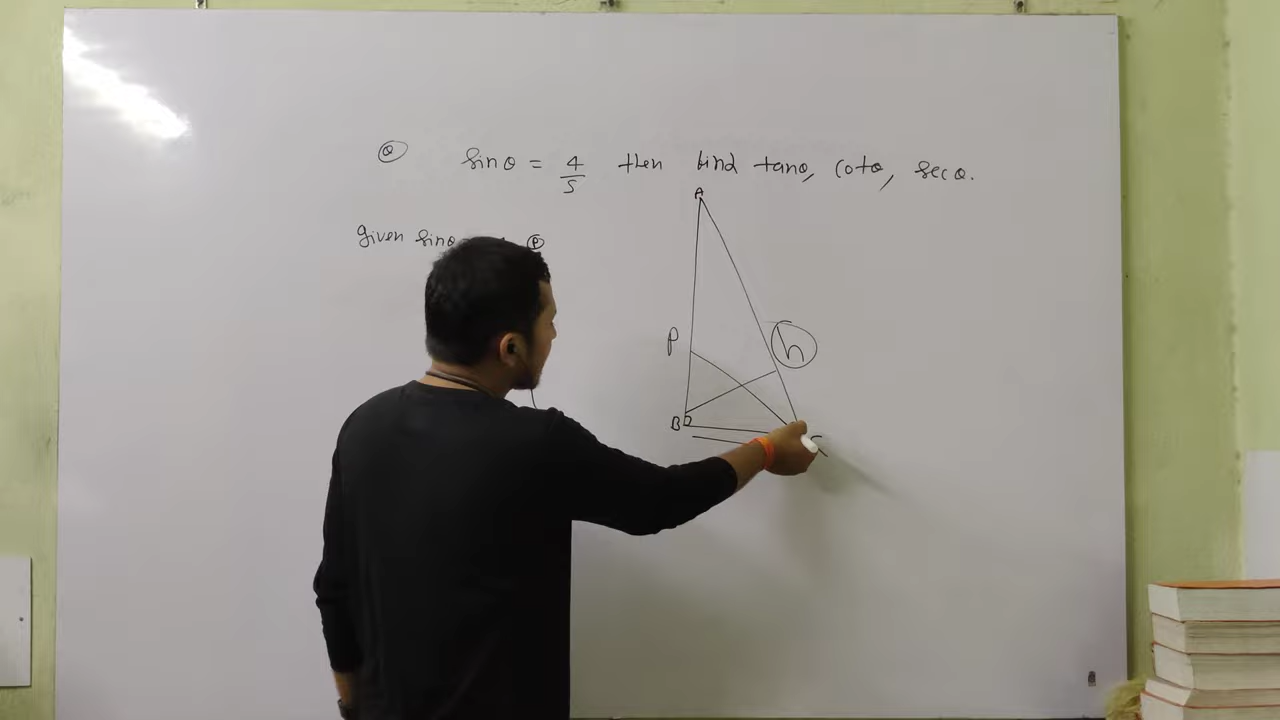 Q sinθ = 4/5 then find tanθ, cotθ, secθ.
Given sinθ P
A
P h
B C